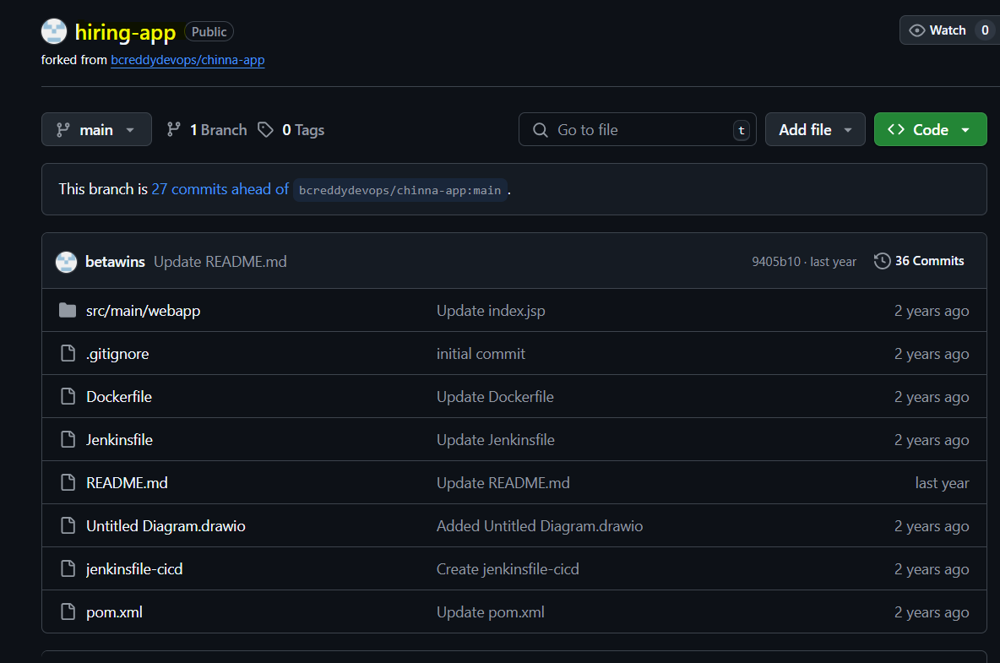 hiring-app Public Watch 0
forked from bcreddydevops/chinna-app
main 1 Branch 0 Tags Go to file t Add file Code
This branch is 27 commits ahead of bcreddydevops/chinna-app:main .
betawins Update README.md 9405b10 · last year 36 Commits
src/main/webapp Update index.jsp 2 years ago
.gitignore initial commit 2 years ago
Dockerfile Update Dockerfile 2 years ago
Jenkinsfile Update Jenkinsfile 2 years ago
README.md Update README.md last year
Untitled Diagram.drawio Added Untitled Diagram.drawio 2 years ago
jenkinsfile-cicd Create jenkinsfile-cicd 2 years ago
pom.xml Update pom.xml 2 years ago